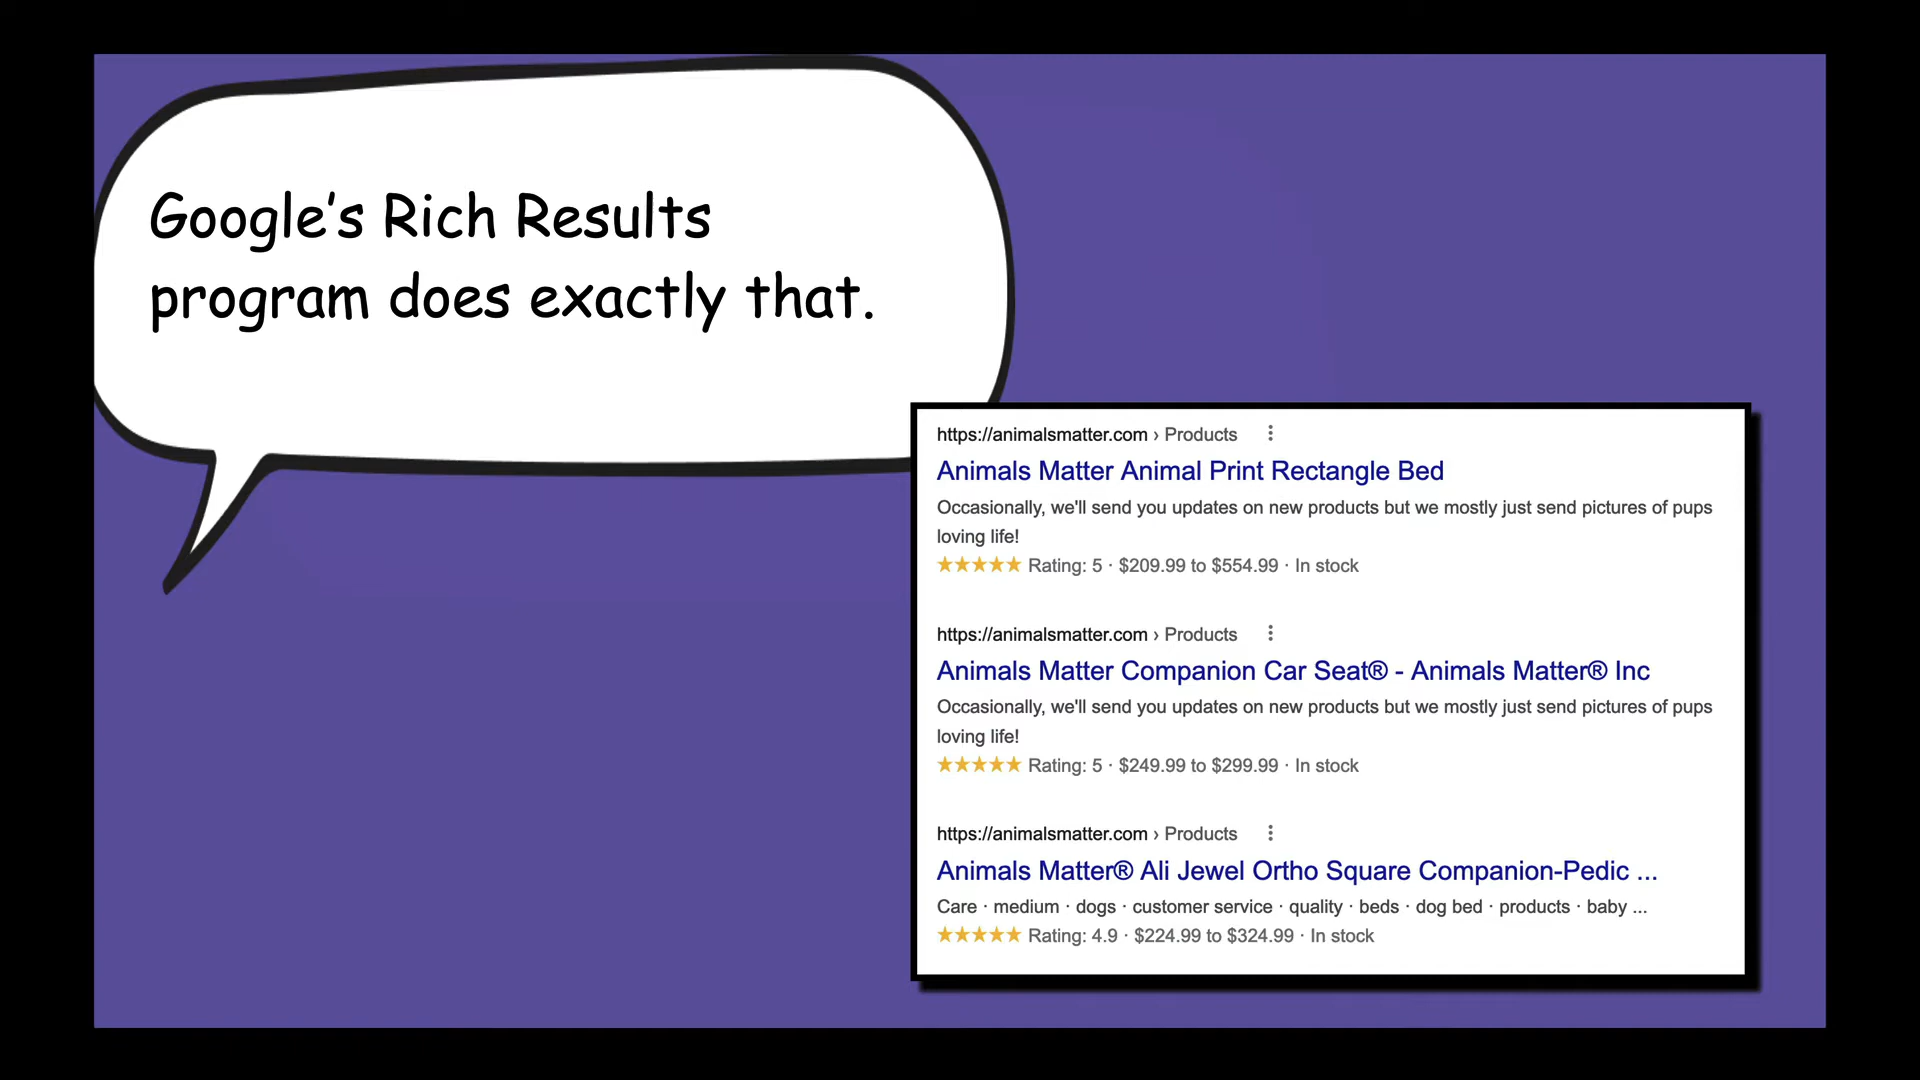 Google's Rich Results
program does exactly that.
https://animalsmatter.com › Products
Animals Matter Animal Print Rectangle Bed
Occasionally, we'll send you updates on new products but we mostly just send pictures of pups
loving life!
★★★★★ Rating: 5 · $209.99 to $554.99 · In stock
https://animalsmatter.com › Products
Animals Matter Companion Car Seat® - Animals Matter® Inc
Occasionally, we'll send you updates on new products but we mostly just send pictures of pups
loving life!
★★★★★ Rating: 5 · $249.99 to $299.99 · In stock
https://animalsmatter.com › Products
Animals Matter® Ali Jewel Ortho Square Companion-Pedic ...
Care · medium · dogs · customer service · quality · beds · dog bed · products · baby ...
★★★★★ Rating: 4.9 · $224.99 to $324.99 · In stock